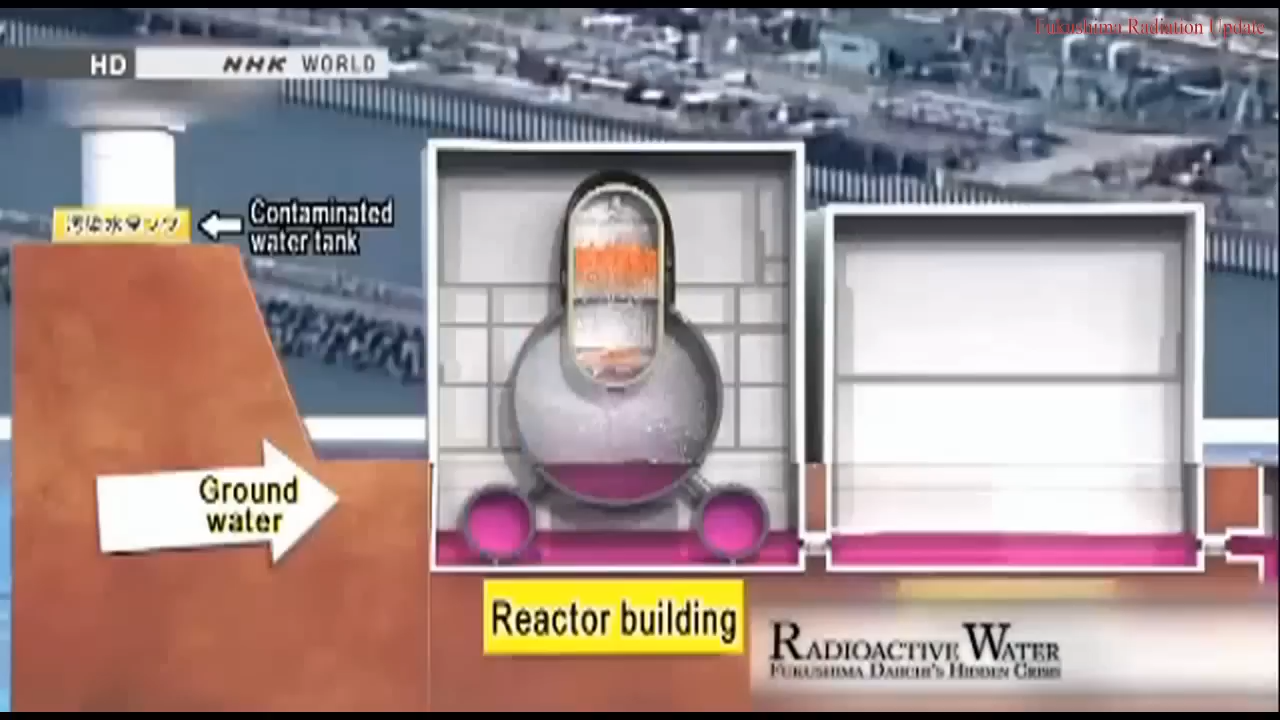 Fukushima Radiation Update
HD NHK WORLD
Contaminated
water tank
汚染水タンク
Ground
water
Reactor building
RADIOACTIVE WATER
FUKUSHIMA DAIICHI'S HIDDEN CRISIS